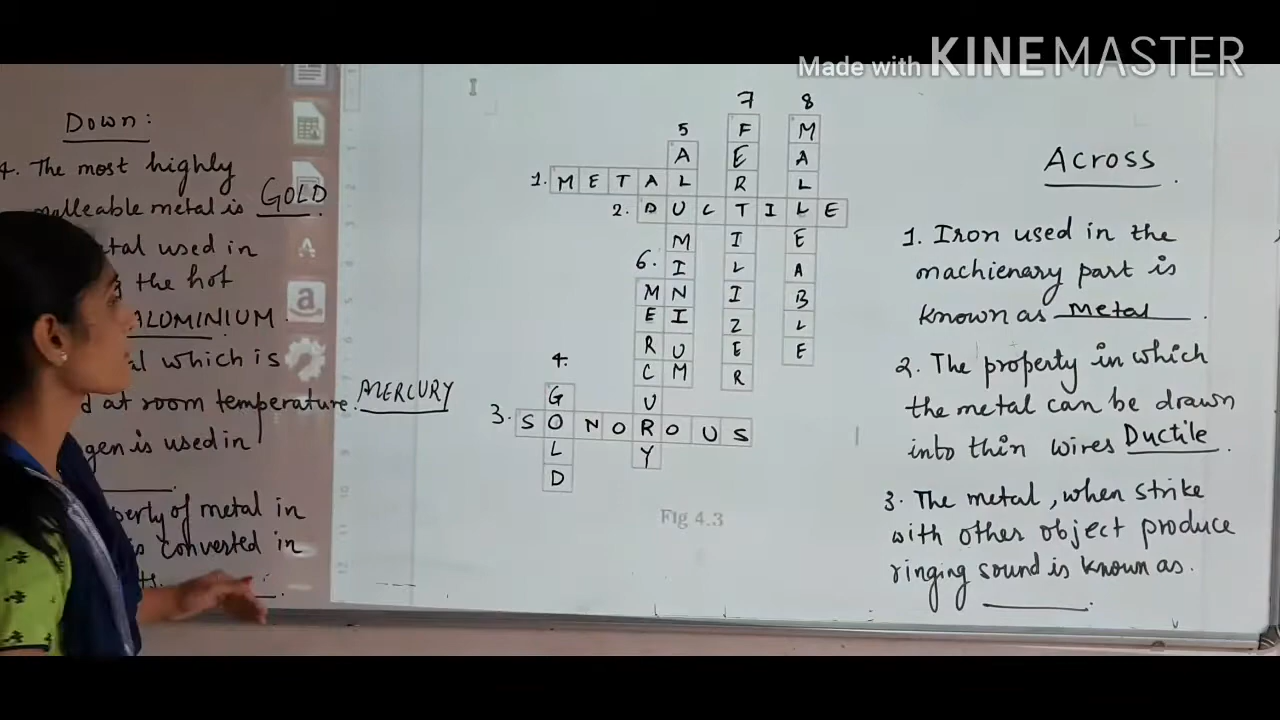 Made with KINEMASTER
Down:
4. The most highly
malleable metal is GOLD.
metal used in
the hot
ALUMINIUM.
which is
at room temperature. MERCURY
is used in
of metal in
is converted in
7 8
5
F M
A E A
1. M E T A L R L
2. D U C T I L E
M I E
6. I L A
M N I B
E I Z L
R U E E
4. C M R
G U
3. S O N O R O U S
L Y
D
Fig 4.3
Across
1. Iron used in the
machienary part is
known as metal.
2. The property in which
the metal can be drawn
into thin wires Ductile.
3. The metal, when strike
with other object produce
ringing sound is known as.